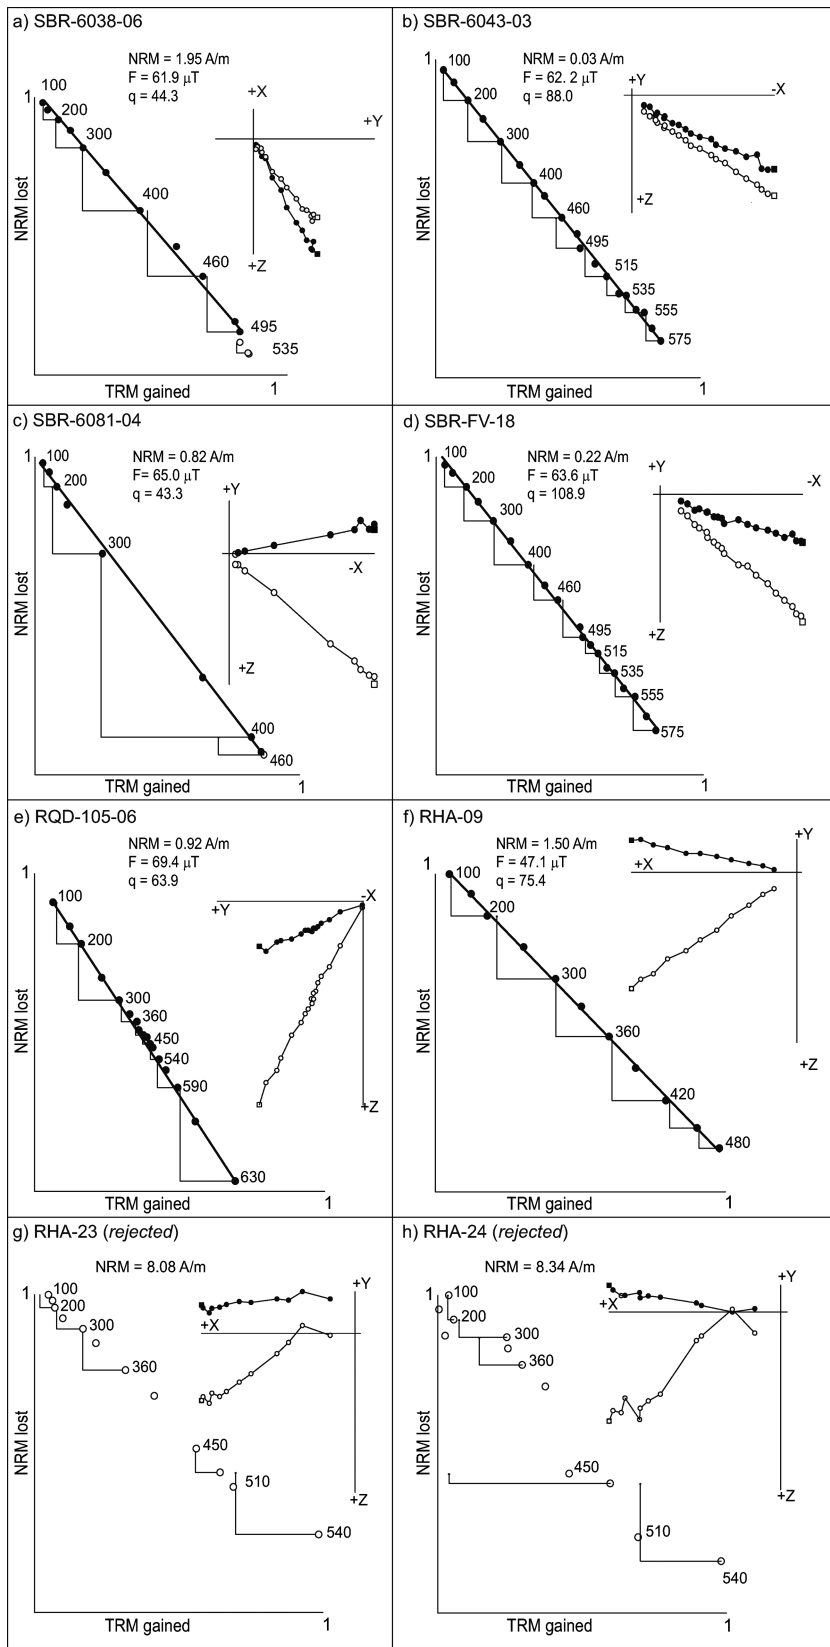 a) SBR-6038-06
NRM = 1.95 A/m
F = 61.9 μT
q = 44.3
1
100
200
300
400
460
495
535
+X
+Y
+Z
NRM lost
TRM gained
1
b) SBR-6043-03
NRM = 0.03 A/m
F = 62. 2 μT
q = 88.0
1
100
200
300
400
460
495
515
535
555
575
+Y
-X
+Z
NRM lost
TRM gained
1
c) SBR-6081-04
NRM = 0.82 A/m
F= 65.0 μT
q = 43.3
1
100
200
300
400
460
+Y
-X
+Z
NRM lost
TRM gained
1
d) SBR-FV-18
NRM = 0.22 A/m
F = 63.6 μT
q = 108.9
1
100
200
300
400
460
495
515
535
555
575
+Y
-X
+Z
NRM lost
TRM gained
1
e) RQD-105-06
NRM = 0.92 A/m
F = 69.4 μT
q = 63.9
1
100
200
300
360
450
540
590
630
+Y
-X
+Z
NRM lost
TRM gained
1
f) RHA-09
NRM = 1.50 A/m
F = 47.1 μT
q = 75.4
1
100
200
300
360
420
480
+Y
+X
+Z
NRM lost
TRM gained
1
g) RHA-23 (rejected)
NRM = 8.08 A/m
1
100
200
300
360
450
510
540
+Y
+X
+Z
NRM lost
TRM gained
1
h) RHA-24 (rejected)
NRM = 8.34 A/m
1
100
200
300
360
450
510
540
+Y
+X
+Z
NRM lost
TRM gained
1